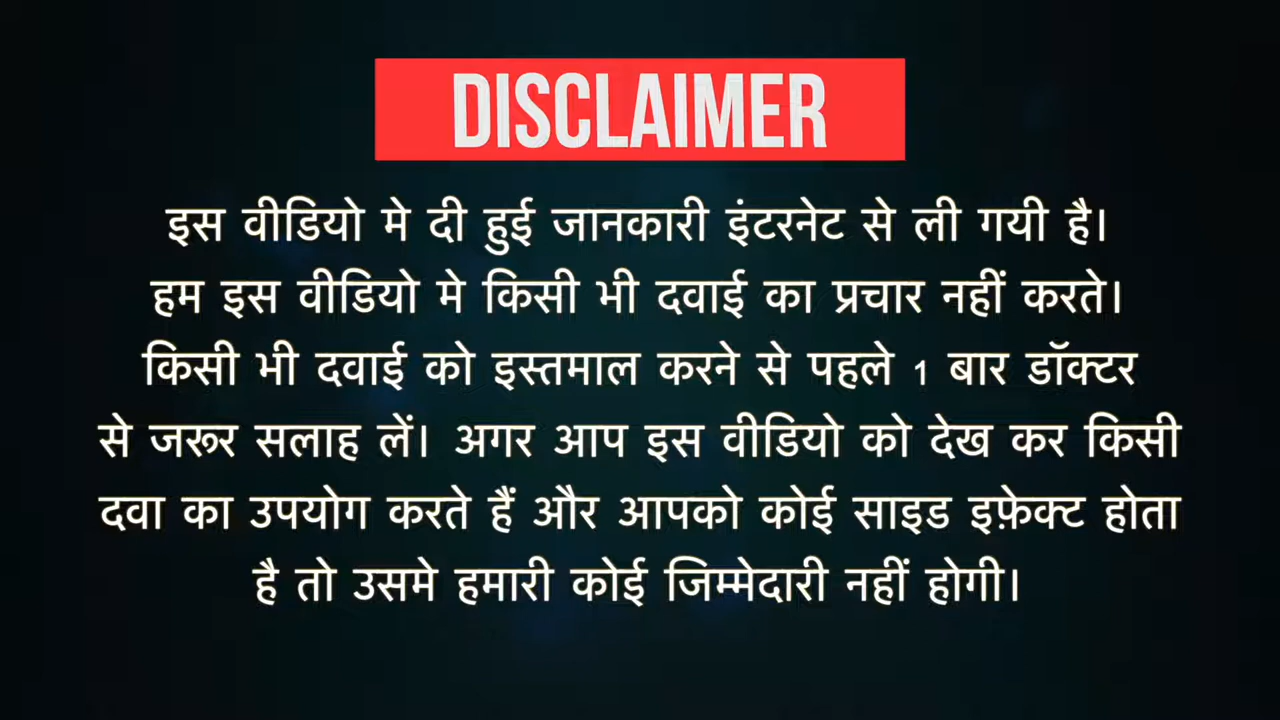 DISCLAIMER
इस वीडियो मे दी हुई जानकारी इंटरनेट से ली गयी है।
हम इस वीडियो मे किसी भी दवाई का प्रचार नहीं करते।
किसी भी दवाई को इस्तमाल करने से पहले 1 बार डॉक्टर
से जरूर सलाह लें। अगर आप इस वीडियो को देख कर किसी
दवा का उपयोग करते हैं और आपको कोई साइड इफ़ेक्ट होता
है तो उसमे हमारी कोई जिम्मेदारी नहीं होगी।